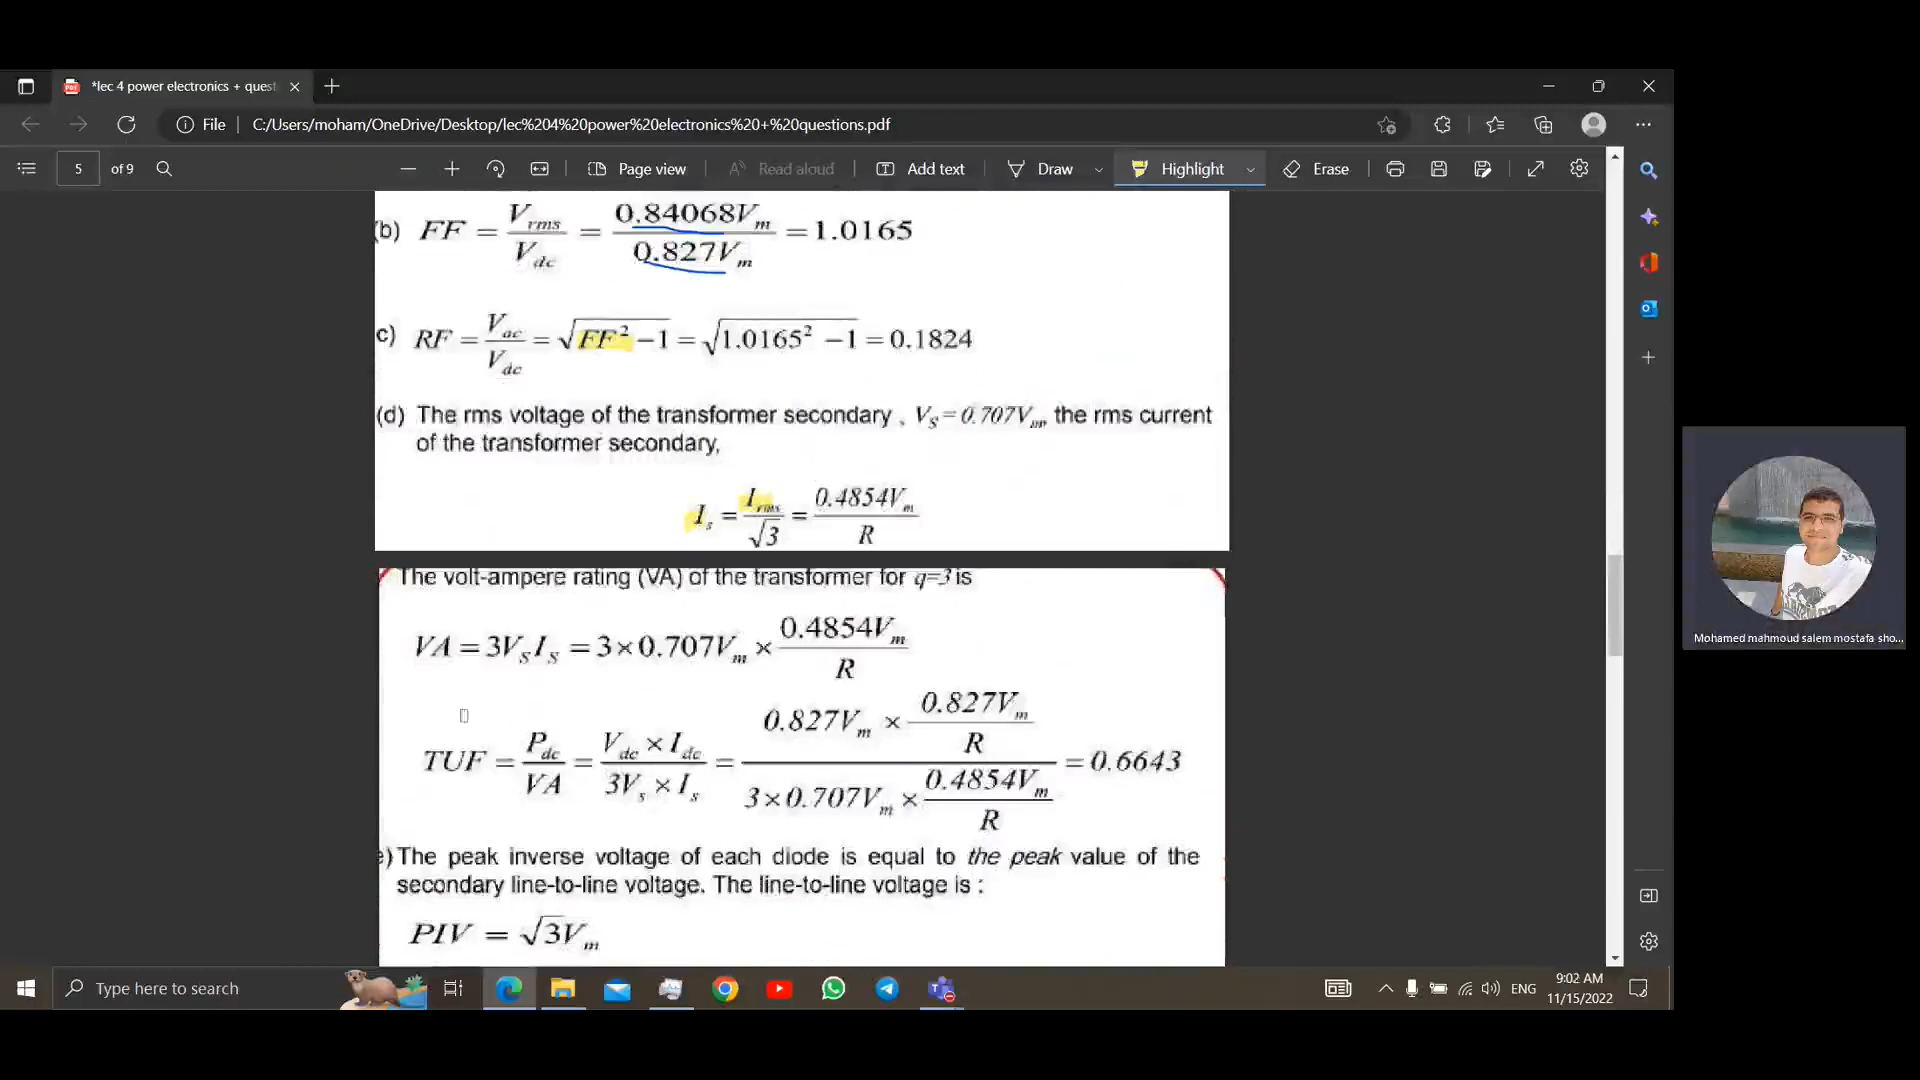 *lec 4 power electronics + quest
File
C:/Users/moham/OneDrive/Desktop/lec%204%20power%20electronics%20+%20questions.pdf
5 of 9
Page view
Read aloud
Add text
Draw
Highlight
Erase
(b) FF = V_rms / V_dc = 0.84068V_m / 0.827V_m = 1.0165
c) RF = V_ac / V_dc = √(FF² −1) = √(1.0165² −1) = 0.1824
(d) The rms voltage of the transformer secondary , V_S = 0.707V_m, the rms current
of the transformer secondary,
I_s = I_rms / √3 = 0.4854V_m / R
The volt-ampere rating (VA) of the transformer for q=3 is
VA = 3V_S I_S = 3×0.707V_m × 0.4854V_m / R
TUF = P_dc / VA = V_dc × I_dc / 3V_s × I_s = 0.827V_m × 0.827V_m / R / 3×0.707V_m × 0.4854V_m / R = 0.6643
e) The peak inverse voltage of each diode is equal to the peak value of the
secondary line-to-line voltage. The line-to-line voltage is :
PIV = √3V_m
Mohamed mahmoud salem mostafa sho...
Type here to search
ENG
9:02 AM
11/15/2022